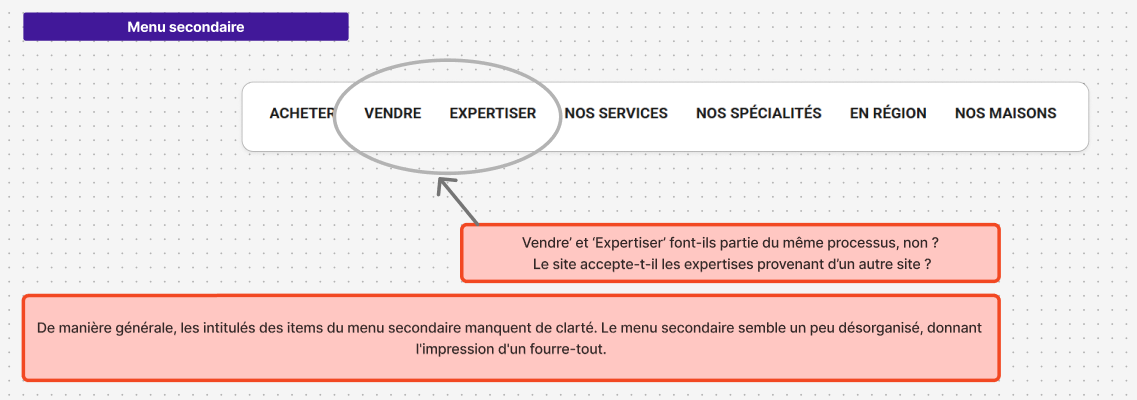 Menu secondaire
ACHETER VENDRE EXPERTISER NOS SERVICES NOS SPÉCIALITÉS EN RÉGION NOS MAISONS
Vendre’ et ‘Expertiser’ font-ils partie du même processus, non ?
Le site accepte-t-il les expertises provenant d’un autre site ?
De manière générale, les intitulés des items du menu secondaire manquent de clarté. Le menu secondaire semble un peu désorganisé, donnant
l'impression d'un fourre-tout.